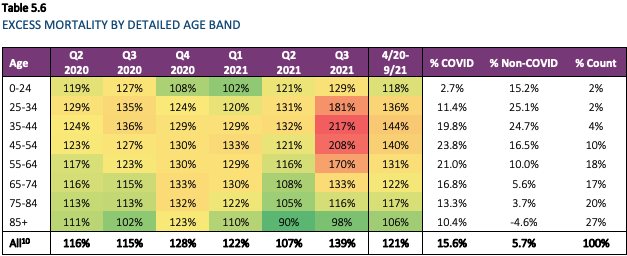 Table 5.6
EXCESS MORTALITY BY DETAILED AGE BAND
Age Q2 2020 Q3 2020 Q4 2020 Q1 2021 Q2 2021 Q3 2021 4/20-9/21 % COVID % Non-COVID % Count
0-24 119% 127% 108% 102% 121% 129% 118% 2.7% 15.2% 2%
25-34 129% 135% 124% 120% 131% 181% 136% 11.4% 25.1% 2%
35-44 124% 136% 129% 129% 132% 217% 144% 19.8% 24.7% 4%
45-54 123% 127% 130% 133% 121% 208% 140% 23.8% 16.5% 10%
55-64 117% 123% 130% 129% 116% 170% 131% 21.0% 10.0% 18%
65-74 116% 115% 133% 130% 108% 133% 122% 16.8% 5.6% 17%
75-84 113% 113% 132% 122% 105% 116% 117% 13.3% 3.7% 20%
85+ 111% 102% 123% 110% 90% 98% 106% 10.4% -4.6% 27%
All¹⁰ 116% 115% 128% 122% 107% 139% 121% 15.6% 5.7% 100%